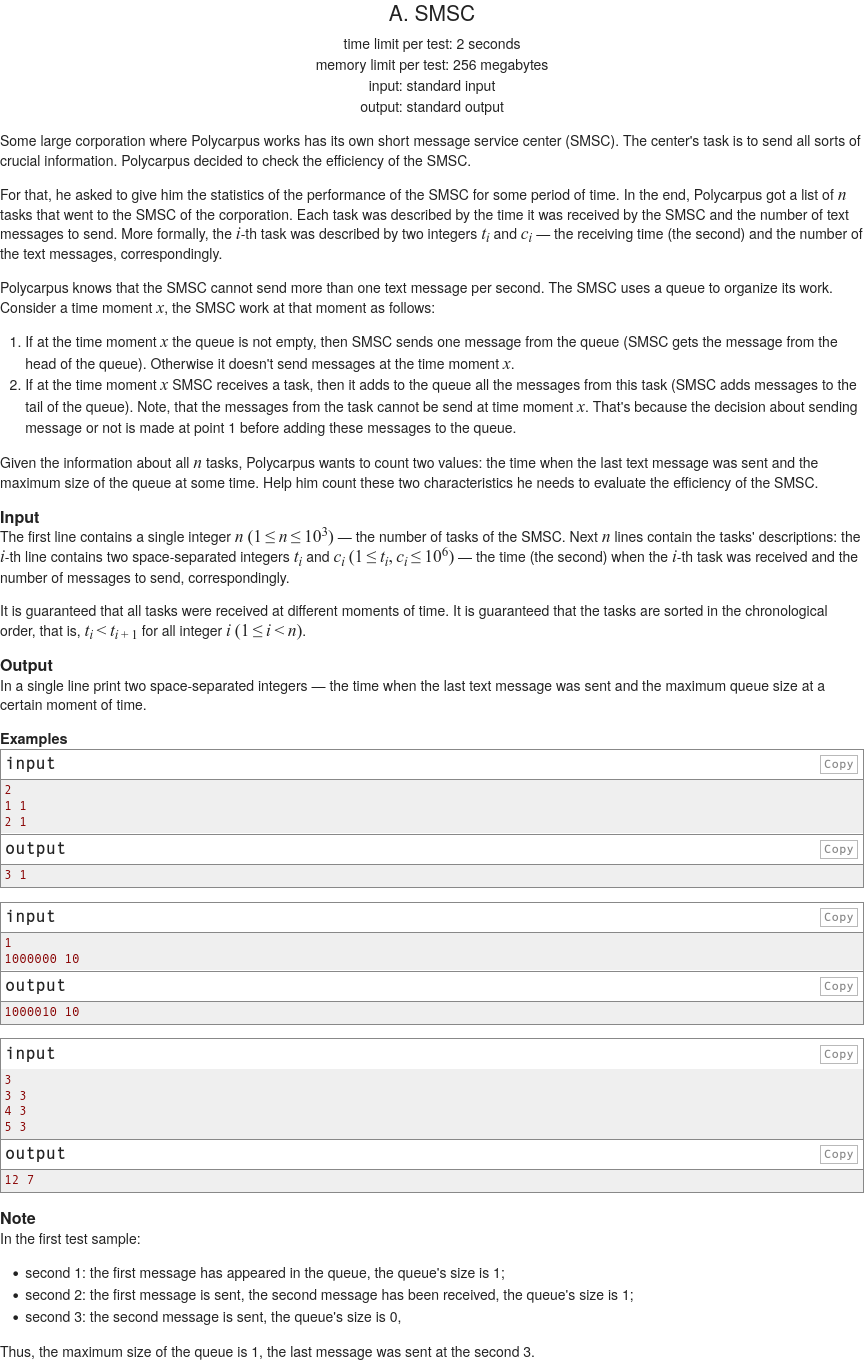 A. SMSC
time limit per test: 2 seconds
memory limit per test: 256 megabytes
input: standard input
output: standard output
Some large corporation where Polycarpus works has its own short message service center (SMSC). The center's task is to send all sorts of
crucial information. Polycarpus decided to check the efficiency of the SMSC.
For that, he asked to give him the statistics of the performance of the SMSC for some period of time. In the end, Polycarpus got a list of n
tasks that went to the SMSC of the corporation. Each task was described by the time it was received by the SMSC and the number of text
messages to send. More formally, the i-th task was described by two integers t_i and c_i — the receiving time (the second) and the number of
the text messages, correspondingly.
Polycarpus knows that the SMSC cannot send more than one text message per second. The SMSC uses a queue to organize its work.
Consider a time moment x, the SMSC work at that moment as follows:
1. If at the time moment x the queue is not empty, then SMSC sends one message from the queue (SMSC gets the message from the
head of the queue). Otherwise it doesn't send messages at the time moment x.
2. If at the time moment x SMSC receives a task, then it adds to the queue all the messages from this task (SMSC adds messages to the
tail of the queue). Note, that the messages from the task cannot be send at time moment x. That's because the decision about sending
message or not is made at point 1 before adding these messages to the queue.
Given the information about all n tasks, Polycarpus wants to count two values: the time when the last text message was sent and the
maximum size of the queue at some time. Help him count these two characteristics he needs to evaluate the efficiency of the SMSC.
Input
The first line contains a single integer n (1 ≤ n ≤ 10^3) — the number of tasks of the SMSC. Next n lines contain the tasks' descriptions: the
i-th line contains two space-separated integers t_i and c_i (1 ≤ t_i, c_i ≤ 10^6) — the time (the second) when the i-th task was received and the
number of messages to send, correspondingly.
It is guaranteed that all tasks were received at different moments of time. It is guaranteed that the tasks are sorted in the chronological
order, that is, t_i < t_{i + 1} for all integer i (1 ≤ i < n).
Output
In a single line print two space-separated integers — the time when the last text message was sent and the maximum queue size at a
certain moment of time.
Examples
input Copy
2
1 1
2 1
output Copy
3 1
input Copy
1
1000000 10
output Copy
1000010 10
input Copy
3
3 3
4 3
5 3
output Copy
12 7
Note
In the first test sample:
• second 1: the first message has appeared in the queue, the queue's size is 1;
• second 2: the first message is sent, the second message has been received, the queue's size is 1;
• second 3: the second message is sent, the queue's size is 0,
Thus, the maximum size of the queue is 1, the last message was sent at the second 3.